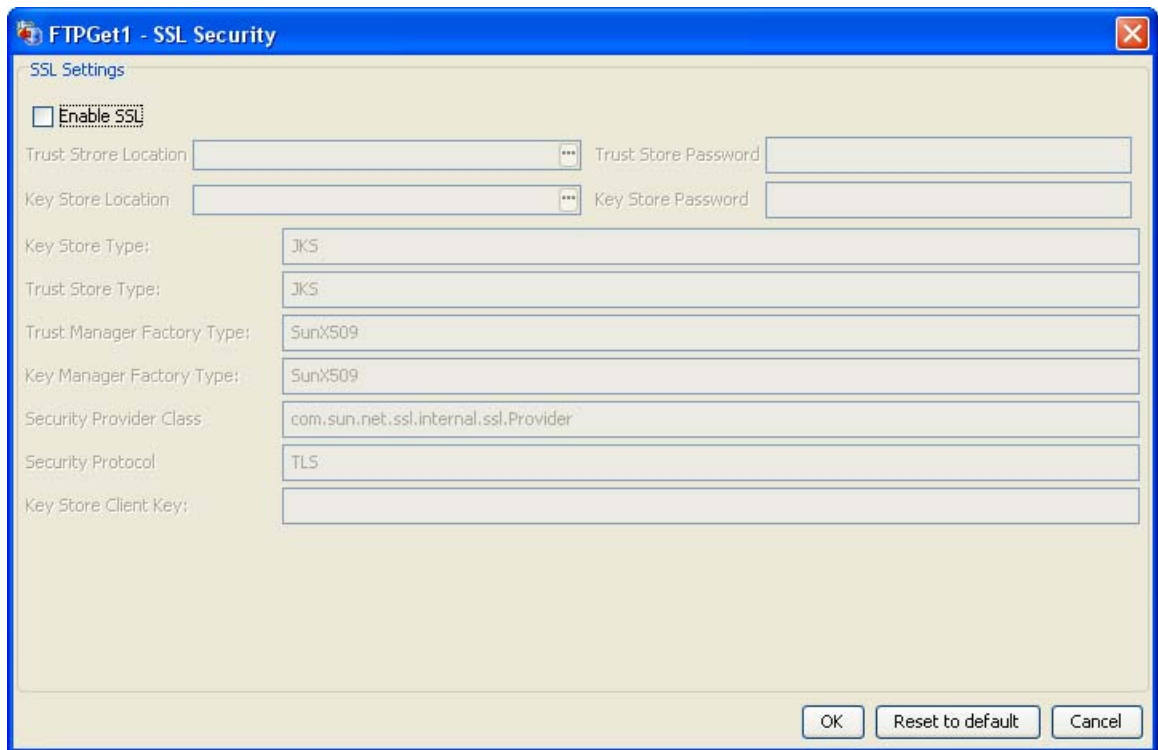 FTPGet1 - SSL Security
SSL Settings
Enable SSL
Trust Strore Location ... Trust Store Password
Key Store Location ... Key Store Password
Key Store Type: JKS
Trust Store Type: JKS
Trust Manager Factory Type: SunX509
Key Manager Factory Type: SunX509
Security Provider Class com.sun.net.ssl.internal.ssl.Provider
Security Protocol TLS
Key Store Client Key:
OK Reset to default Cancel